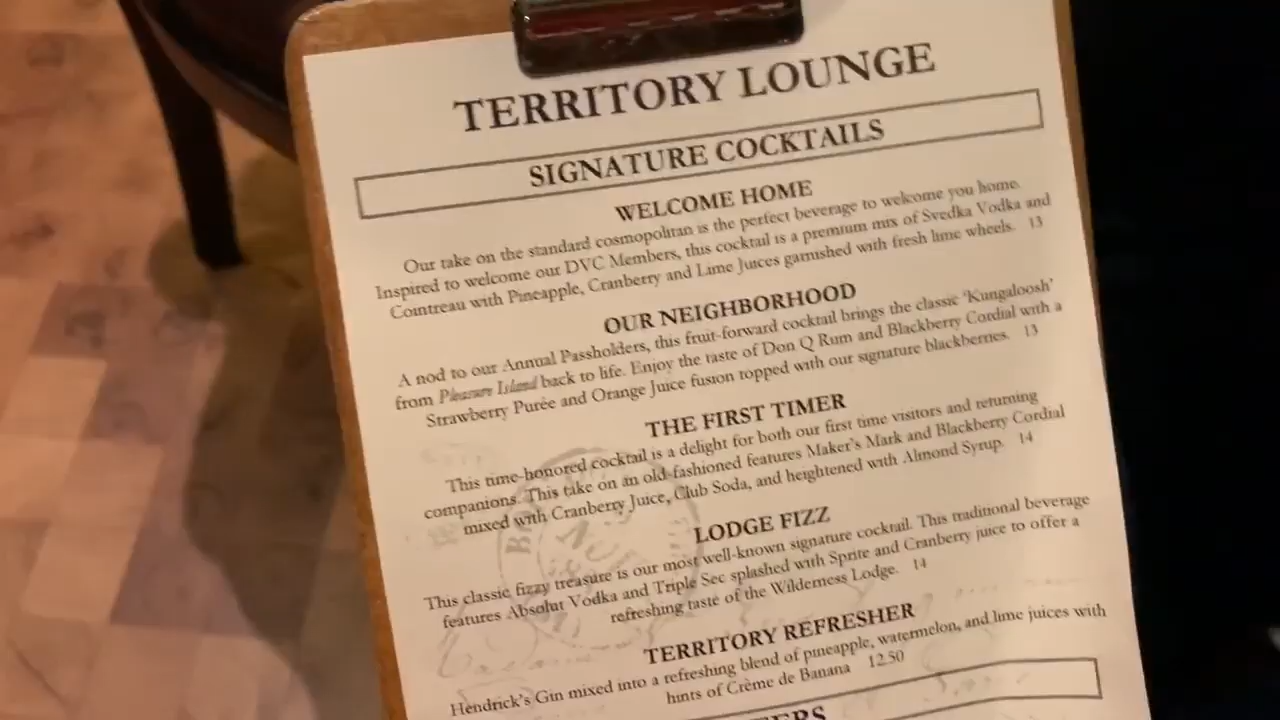 TERRITORY LOUNGE
SIGNATURE COCKTAILS
WELCOME HOME
Our take on the standard cosmopolitan is the perfect beverage to welcome you home.
Inspired to welcome our DVC Members, this cocktail is a premium mix of Svedka Vodka and
Cointreau with Pineapple, Cranberry and Lime Juices garnished with fresh lime wheels. 13
OUR NEIGHBORHOOD
A nod to our Annual Passholders, this fruit-forward cocktail brings the classic 'Kungaloosh'
from Pleasure Island back to life. Enjoy the taste of Don Q Rum and Blackberry Cordial with a
Strawberry Purée and Orange Juice fusion topped with our signature blackberries. 13
THE FIRST TIMER
This time-honored cocktail is a delight for both our first time visitors and returning
companions. This take on an old-fashioned features Maker's Mark and Blackberry Cordial
mixed with Cranberry Juice, Club Soda, and heightened with Almond Syrup. 14
LODGE FIZZ
This classic fizzy treasure is our most well-known signature cocktail. This traditional beverage
features Absolut Vodka and Triple Sec splashed with Sprite and Cranberry juice to offer a
refreshing taste of the Wilderness Lodge. 14
TERRITORY REFRESHER
Hendrick's Gin mixed into a refreshing blend of pineapple, watermelon, and lime juices with
hints of Crème de Banana 12.50